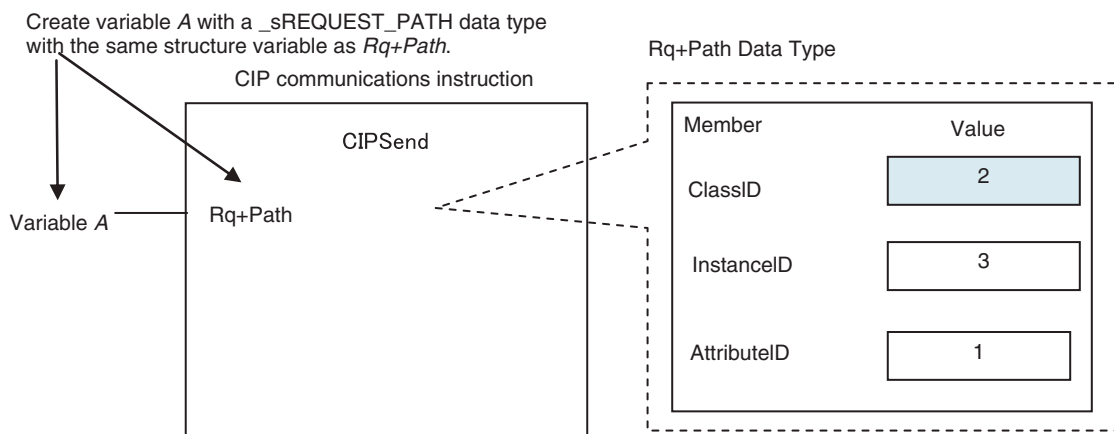 Create variable A with a _sREQUEST_PATH data type
with the same structure variable as Rq+Path.
CIP communications instruction
CIPSend
Variable A
Rq+Path
Rq+Path Data Type
Member Value
ClassID 2
InstanceID 3
AttributeID 1